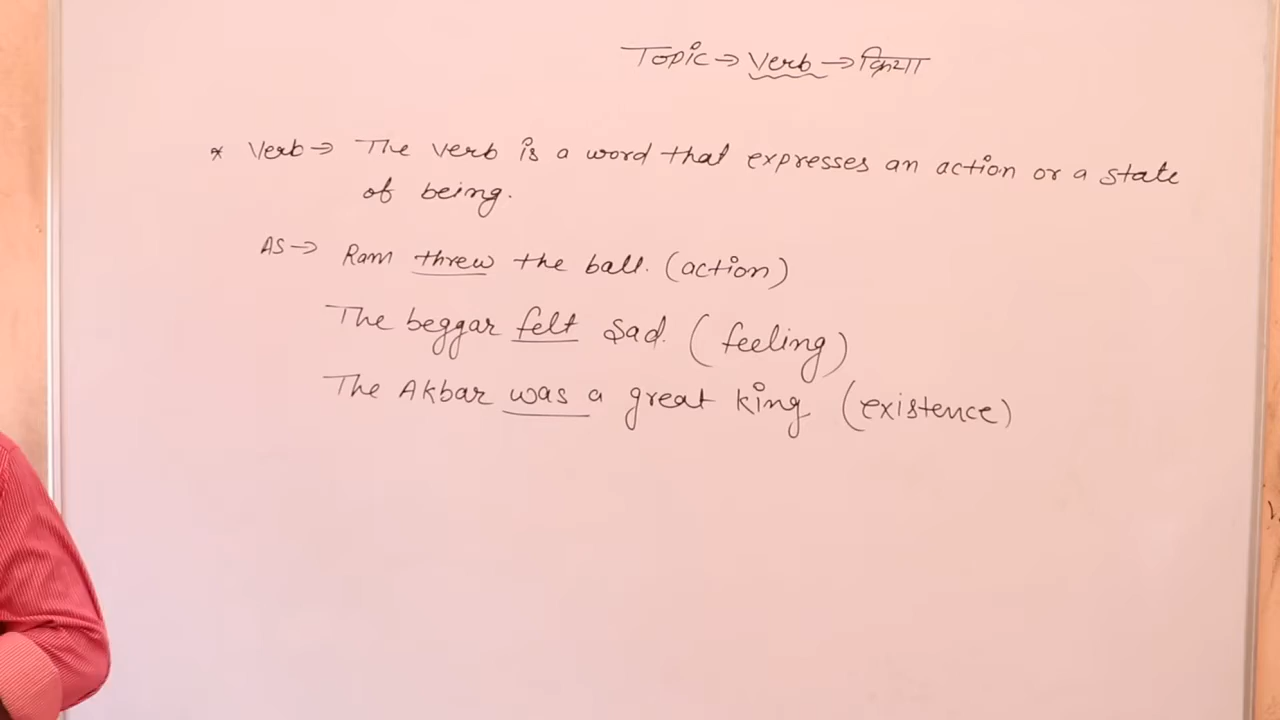 Topic → Verb → क्रिया
* Verb → The verb is a word that expresses an action or a state
of being.
AS → Ram threw the ball. (action)
The beggar felt sad. (feeling)
The Akbar was a great king (existence)